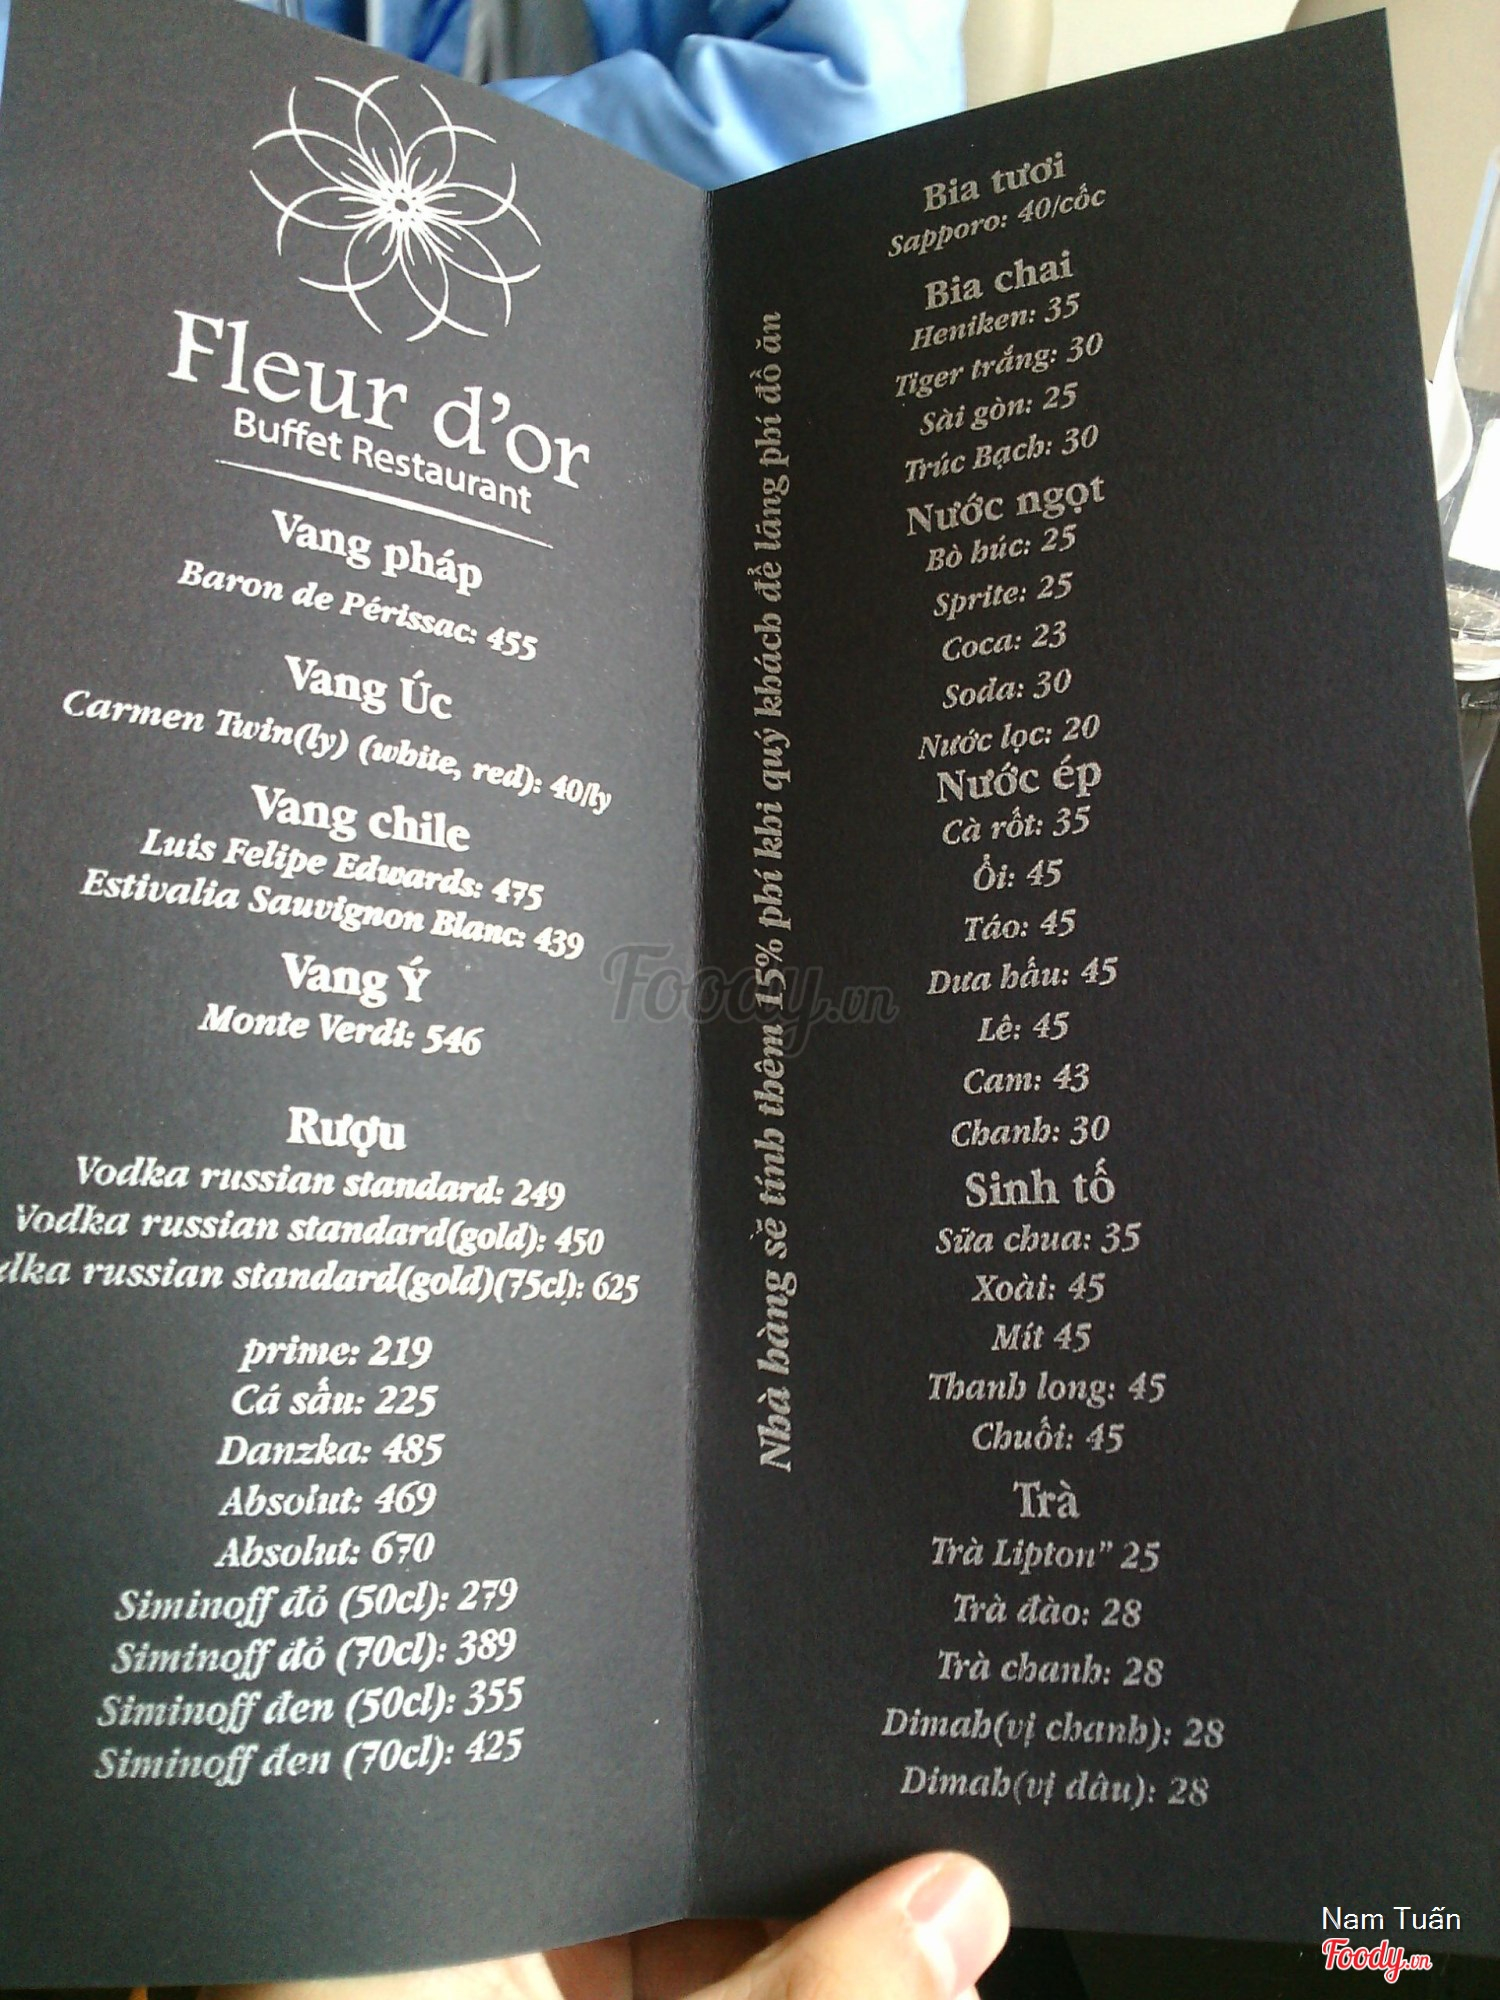 Fleur d'or
Buffet Restaurant
Vang pháp
Baron de Périssac: 455
Vang Úc
Carmen Twin(ly) (white, red): 40/ly
Vang chile
Luis Felipe Edwards: 475
Estivalia Sauvignon Blanc: 439
Vang Ý
Monte Verdi: 546
Rượu
Vodka russian standard: 249
Vodka russian standard(gold): 450
dka russian standard(gold)(75cl): 625
prime: 219
Cá sấu: 225
Danzka: 485
Absolut: 469
Absolut: 670
Siminoff đỏ (50cl): 279
Siminoff đỏ (70cl): 389
Siminoff đen (50cl): 355
Siminoff đen (70cl): 425
Nhà hàng sẽ tính thêm 15% phí khi quý khách để lãng phí đồ ăn
Bia tươi
Sapporo: 40/cốc
Bia chai
Heniken: 35
Tiger trắng: 30
Sài gòn: 25
Trúc Bạch: 30
Nước ngọt
Bò húc: 25
Sprite: 25
Coca: 23
Soda: 30
Nước lọc: 20
Nước ép
Cà rốt: 35
Ổi: 45
Táo: 45
Dưa hấu: 45
Lê: 45
Cam: 43
Chanh: 30
Sinh tố
Sữa chua: 35
Xoài: 45
Mít 45
Thanh long: 45
Chuối: 45
Trà
Trà Lipton" 25
Trà đào: 28
Trà chanh: 28
Dimah(vị chanh): 28
Dimah(vị dâu): 28
Foody.vn
Nam Tuấn
Foody.vn